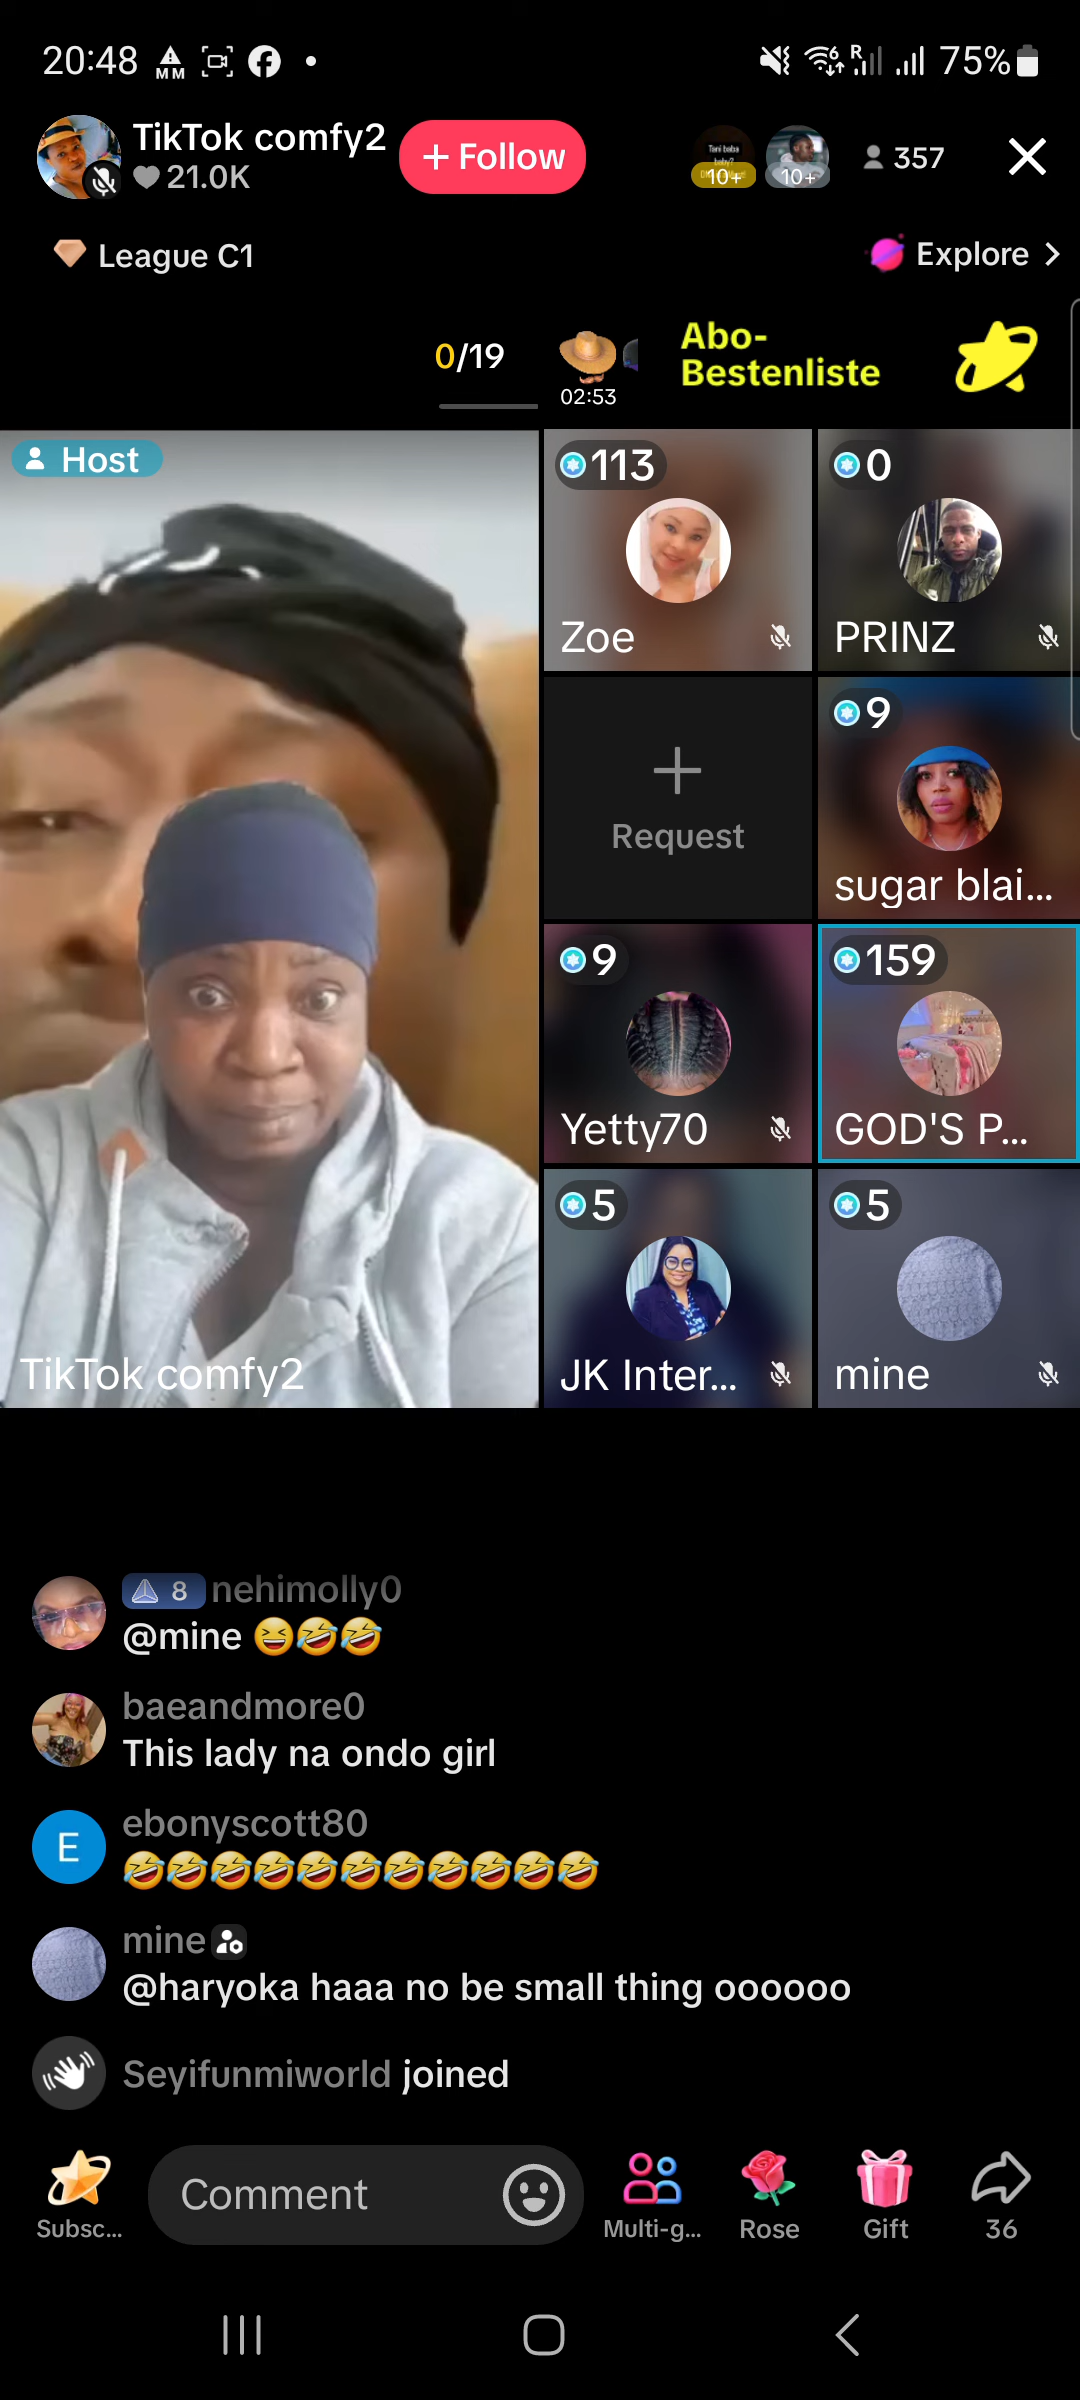 20:48
MM
R
75%
TikTok comfy2
21.0K
+ Follow
10+
10+
357
League C1
Explore
0/19
02:53
Abo-
Bestenliste
Host
TikTok comfy2
113
Zoe
0
PRINZ
Request
9
sugar blai...
9
Yetty70
159
GOD'S P...
5
JK Inter...
5
mine
8 nehimolly0
@mine 😆🤣🤣
baeandmore0
This lady na ondo girl
E
ebonyscott80
🤣🤣🤣🤣🤣🤣🤣🤣🤣🤣🤣
mine
@haryoka haaa no be small thing oooooo
Seyifunmiworld joined
Subsc...
Comment
Multi-g...
Rose
Gift
36